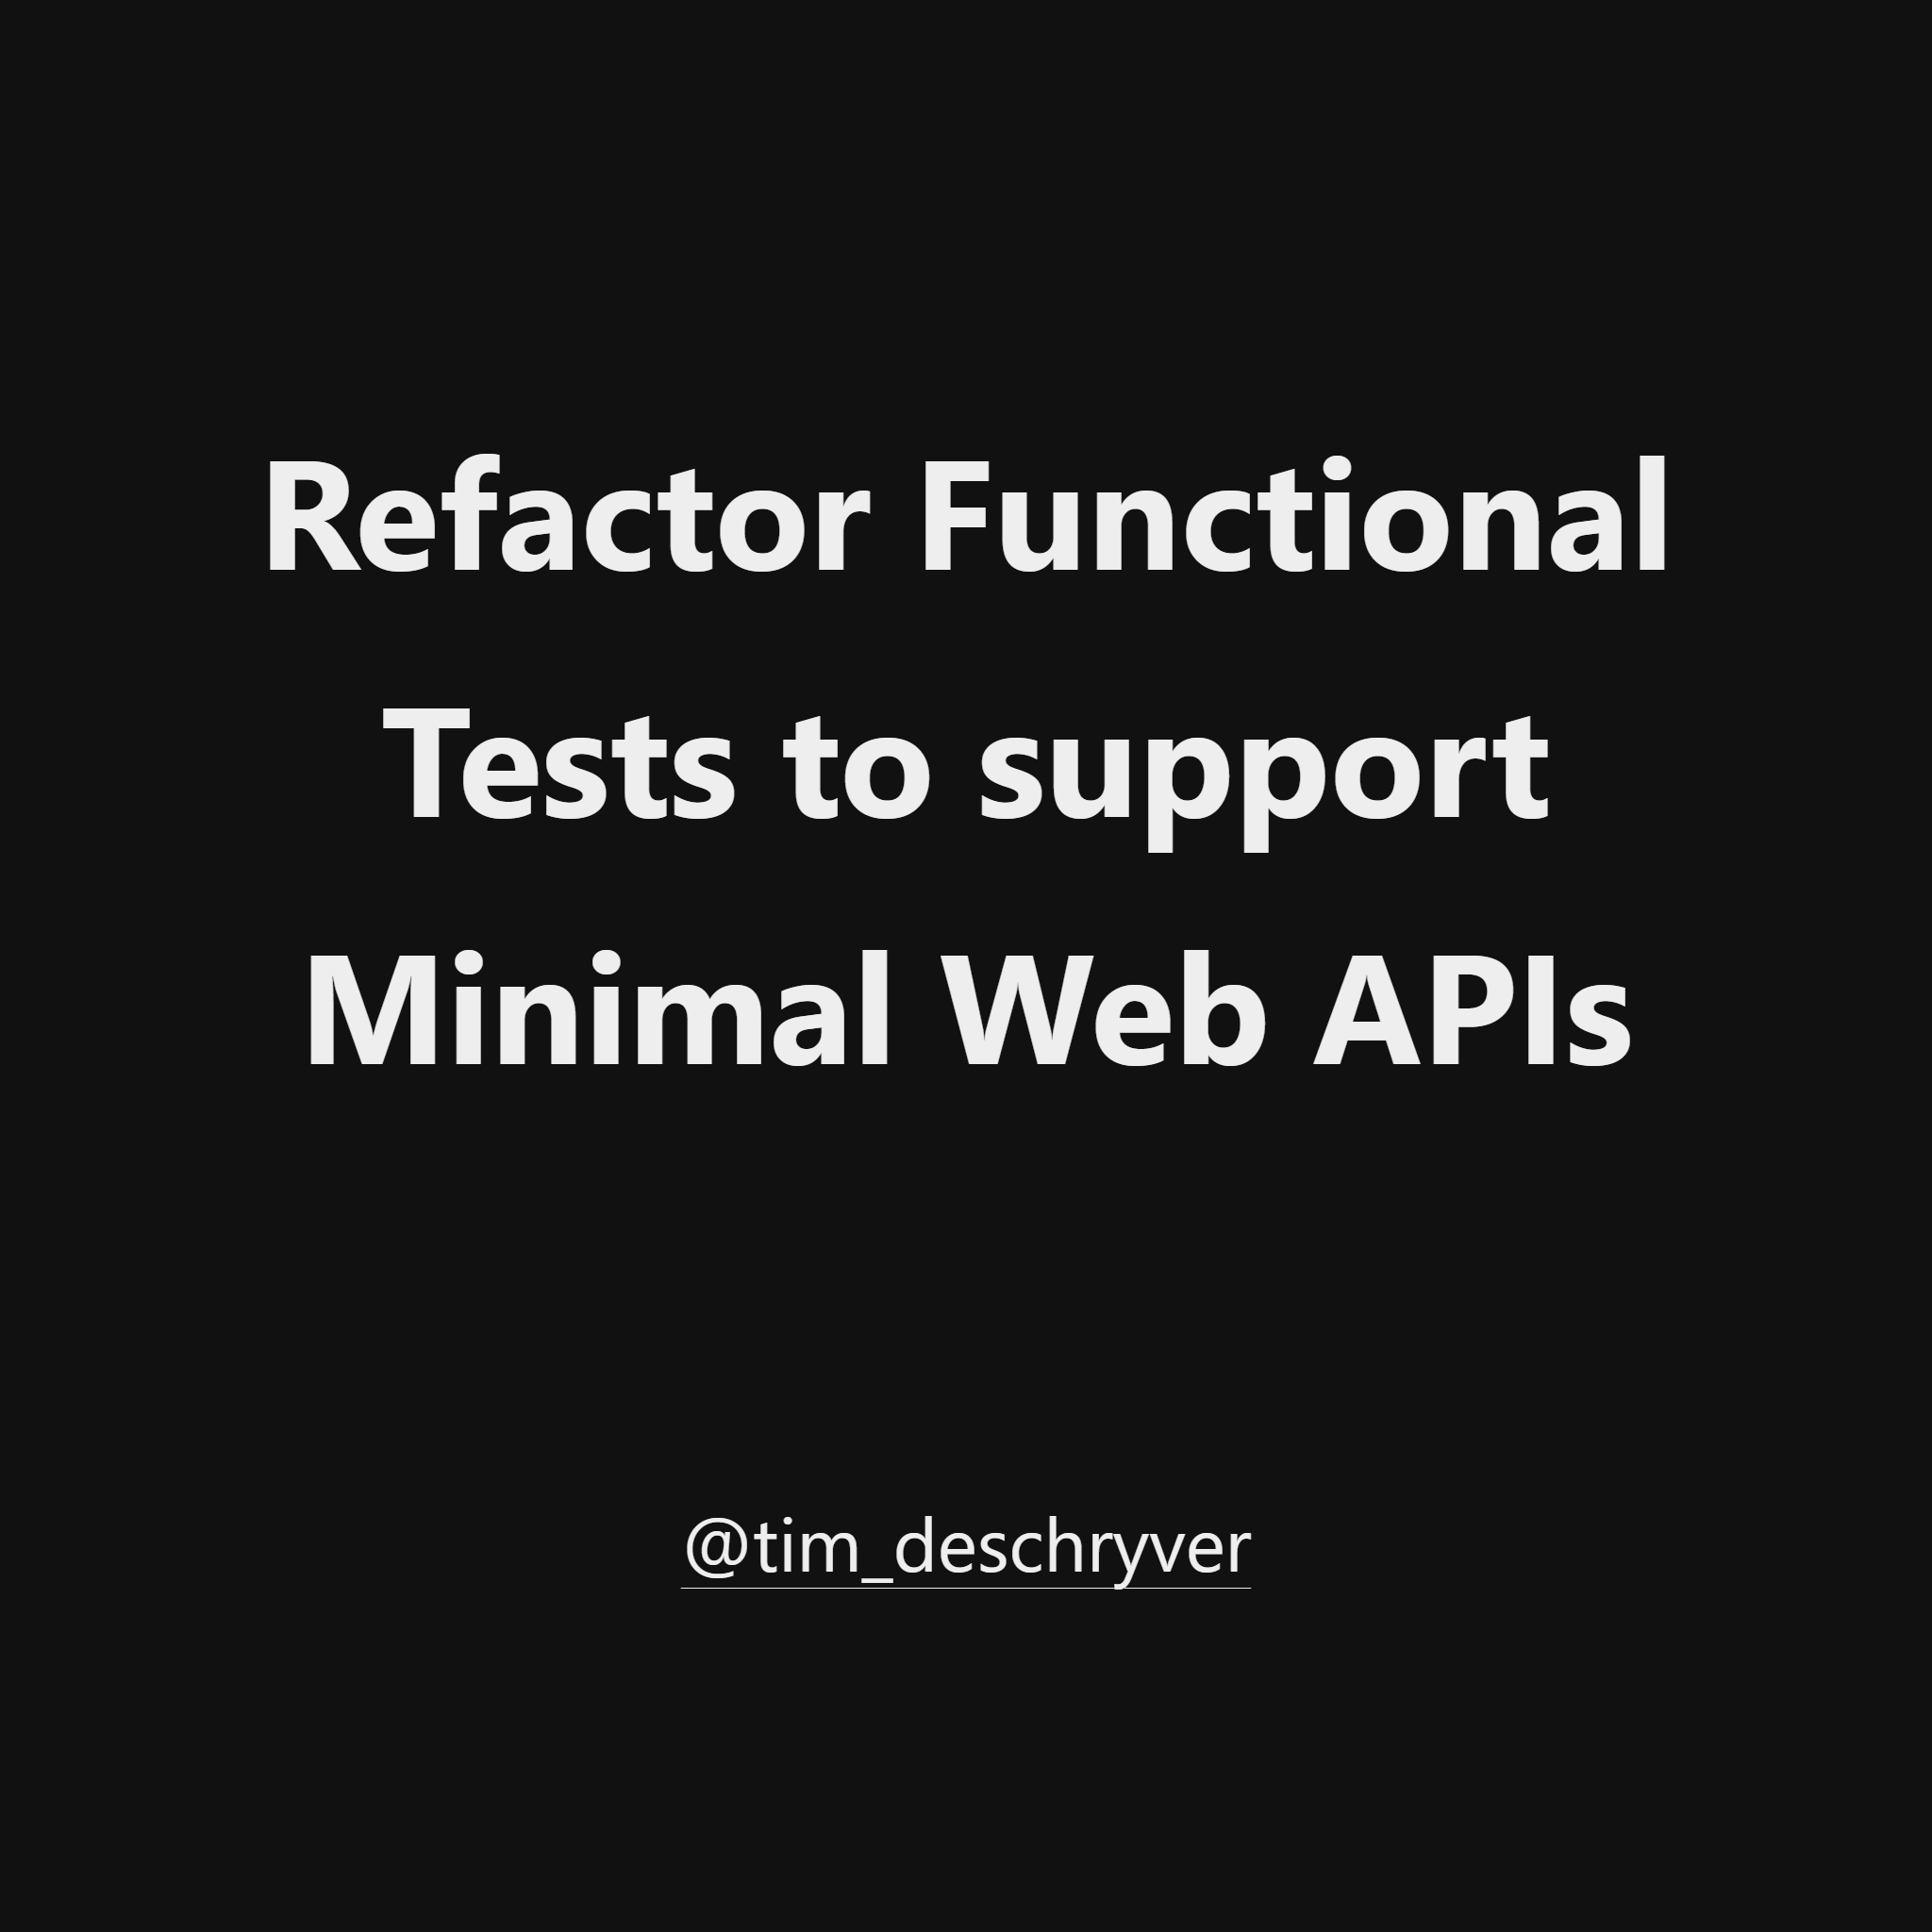 Refactor Functional
Tests to support
Minimal Web APIs
@tim_deschryver